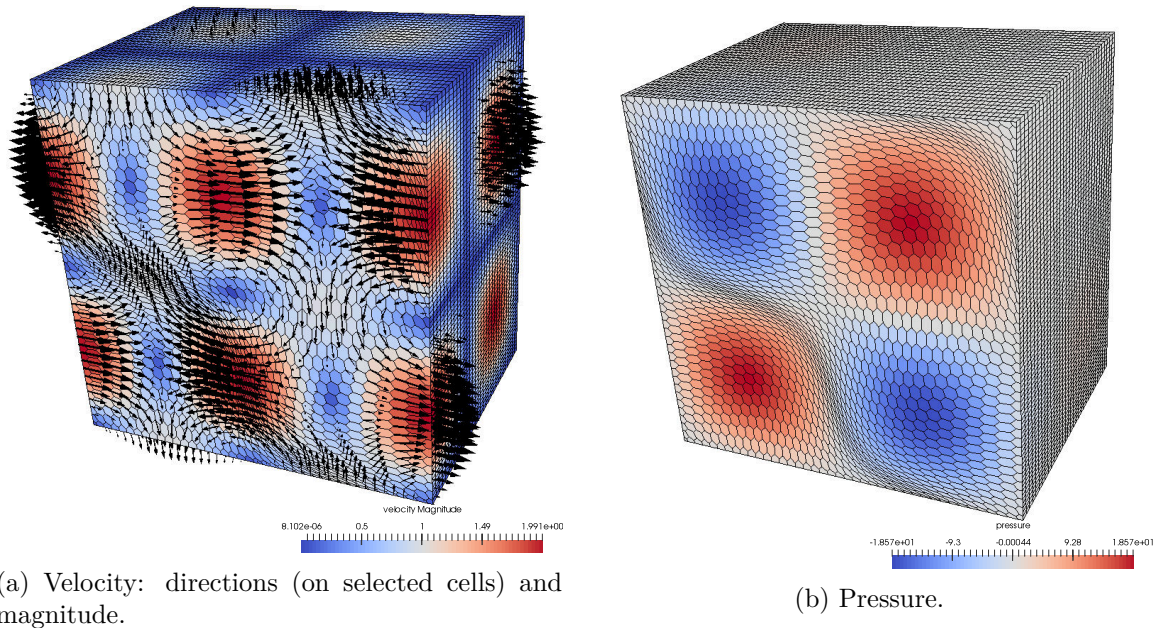 velocity Magnitude
8.102e-06 0.5 1 1.49 1.991e+00
(a) Velocity: directions (on selected cells) and
magnitude.
pressure
-1.857e+01 -9.3 -0.00044 9.28 1.857e+01
(b) Pressure.